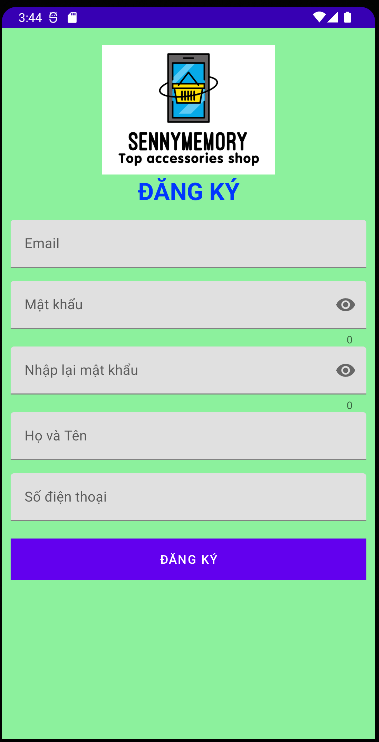 3:44
SENNYMEMORY
Top accessories shop
ĐĂNG KÝ
Email
Mật khẩu
0
Nhập lại mật khẩu
0
Họ và Tên
Số điện thoại
ĐĂNG KÝ